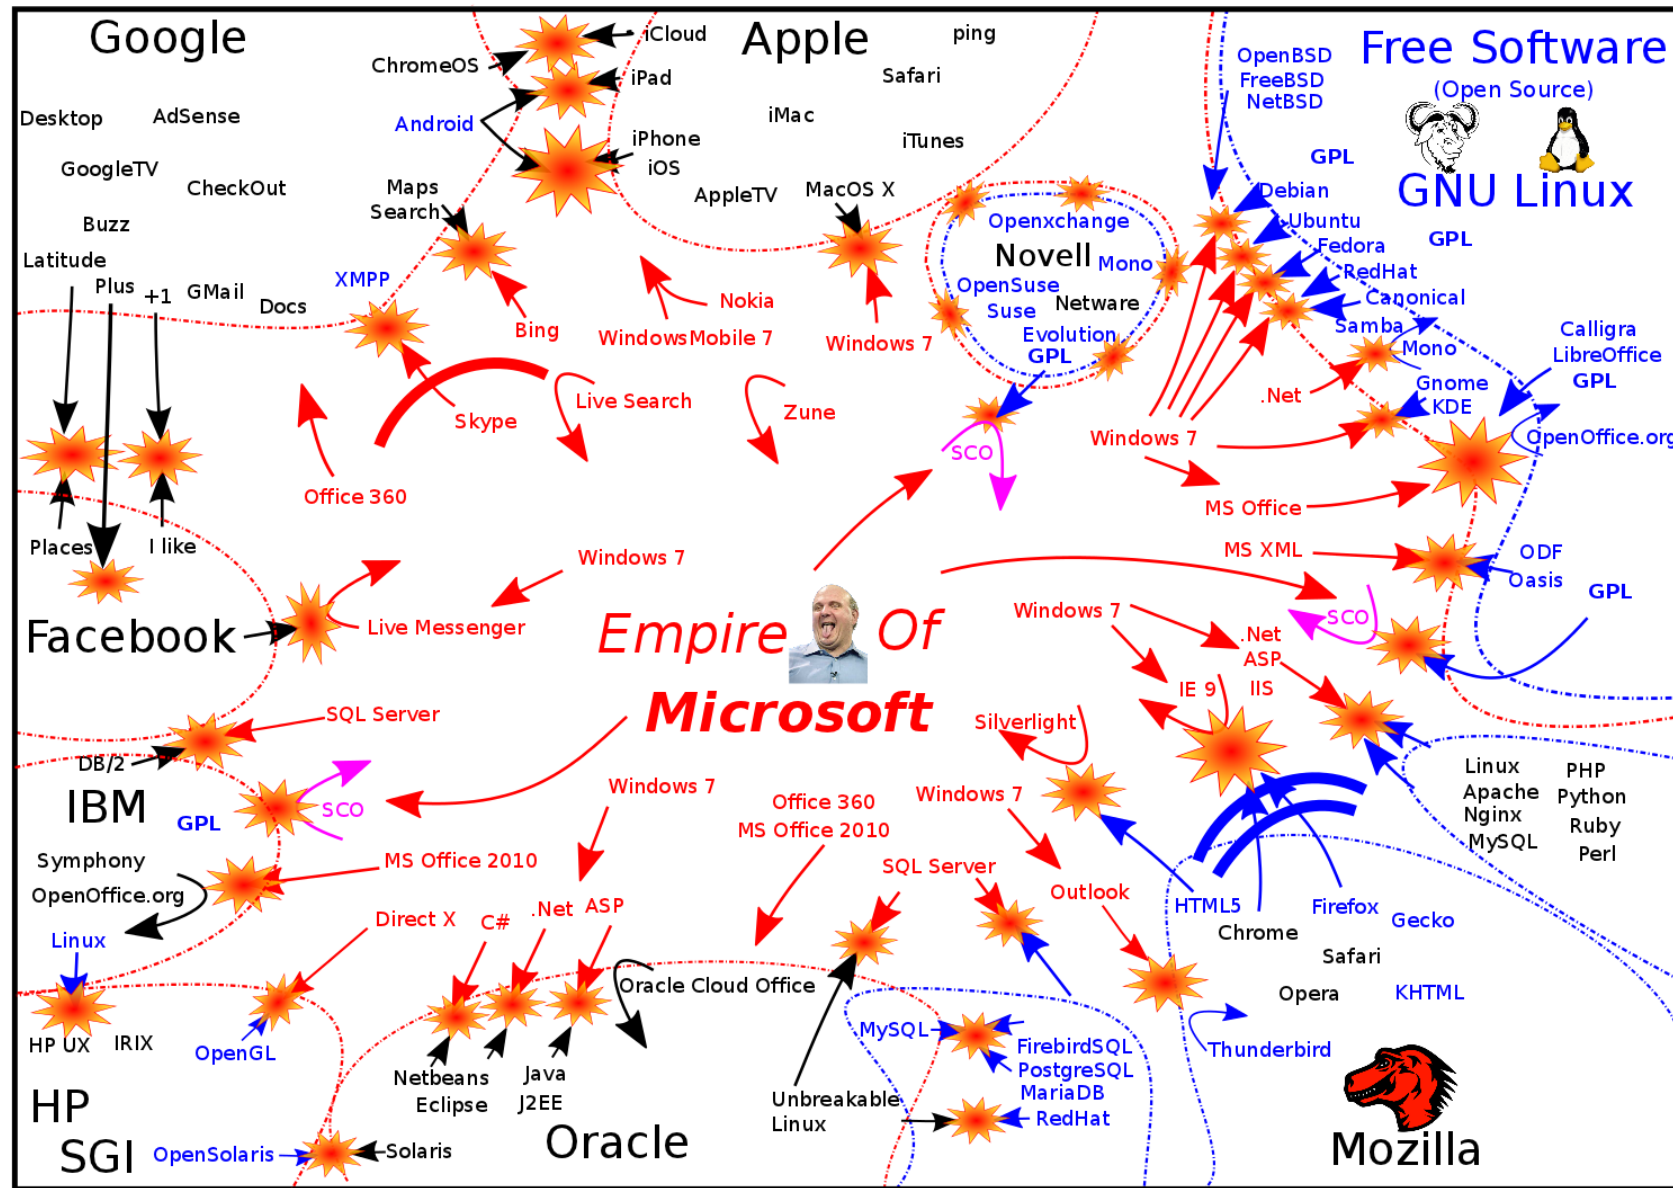 Google
ChromeOS
iCloud
iPad
Android
iPhone
iOS
Desktop
AdSense
GoogleTV
CheckOut
Maps
Search
Buzz
Latitude
Plus
+1
GMail
Docs
XMPP
Apple
ping
Safari
iMac
iTunes
AppleTV
MacOS X
OpenBSD
FreeBSD
NetBSD
Free Software
(Open Source)
GPL
GNU Linux
GPL
Debian
Ubuntu
Fedora
RedHat
Canonical
Samba
Mono
Calligra
LibreOffice
GPL
Gnome
KDE
OpenOffice.org
Openxchange
Novell
Mono
OpenSuse
Suse
Netware
Evolution
GPL
SCO
Bing
Nokia
WindowsMobile 7
Windows 7
Skype
Live Search
Zune
Office 360
.Net
Windows 7
MS Office
MS XML
ODF
Oasis
GPL
SCO
Places
I like
Facebook
Live Messenger
Windows 7
Empire Of
Microsoft
Windows 7
.Net
ASP
IIS
IE 9
Silverlight
SQL Server
DB/2
IBM
GPL
SCO
Symphony
OpenOffice.org
MS Office 2010
Linux
Windows 7
Office 360
MS Office 2010
Windows 7
SQL Server
Outlook
Direct X
C#
.Net
ASP
Linux
Apache
Nginx
MySQL
PHP
Python
Ruby
Perl
HTML5
Chrome
Firefox
Gecko
Safari
Opera
KHTML
Thunderbird
Mozilla
HP UX
IRIX
OpenGL
HP
SGI
OpenSolaris
Solaris
Netbeans
Eclipse
Java
J2EE
Oracle Cloud Office
Oracle
Unbreakable
Linux
MySQL
FirebirdSQL
PostgreSQL
MariaDB
RedHat